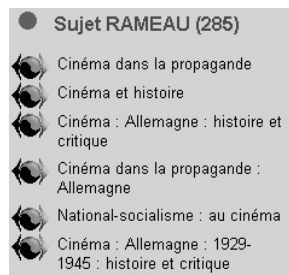 Sujet RAMEAU (285)
Cinéma dans la propagande
Cinéma et histoire
Cinéma : Allemagne : histoire et
critique
Cinéma dans la propagande :
Allemagne
National-socialisme : au cinéma
Cinéma : Allemagne : 1929-
1945 : histoire et critique